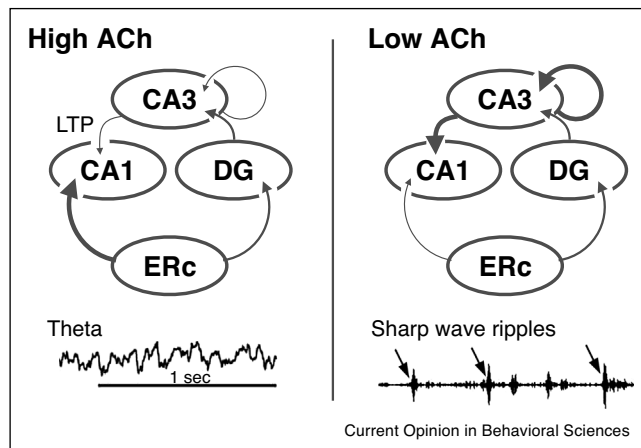 High ACh
CA3
LTP
CA1
DG
ERc
Theta
1 sec
Low ACh
CA3
CA1
DG
ERc
Sharp wave ripples
Current Opinion in Behavioral Sciences